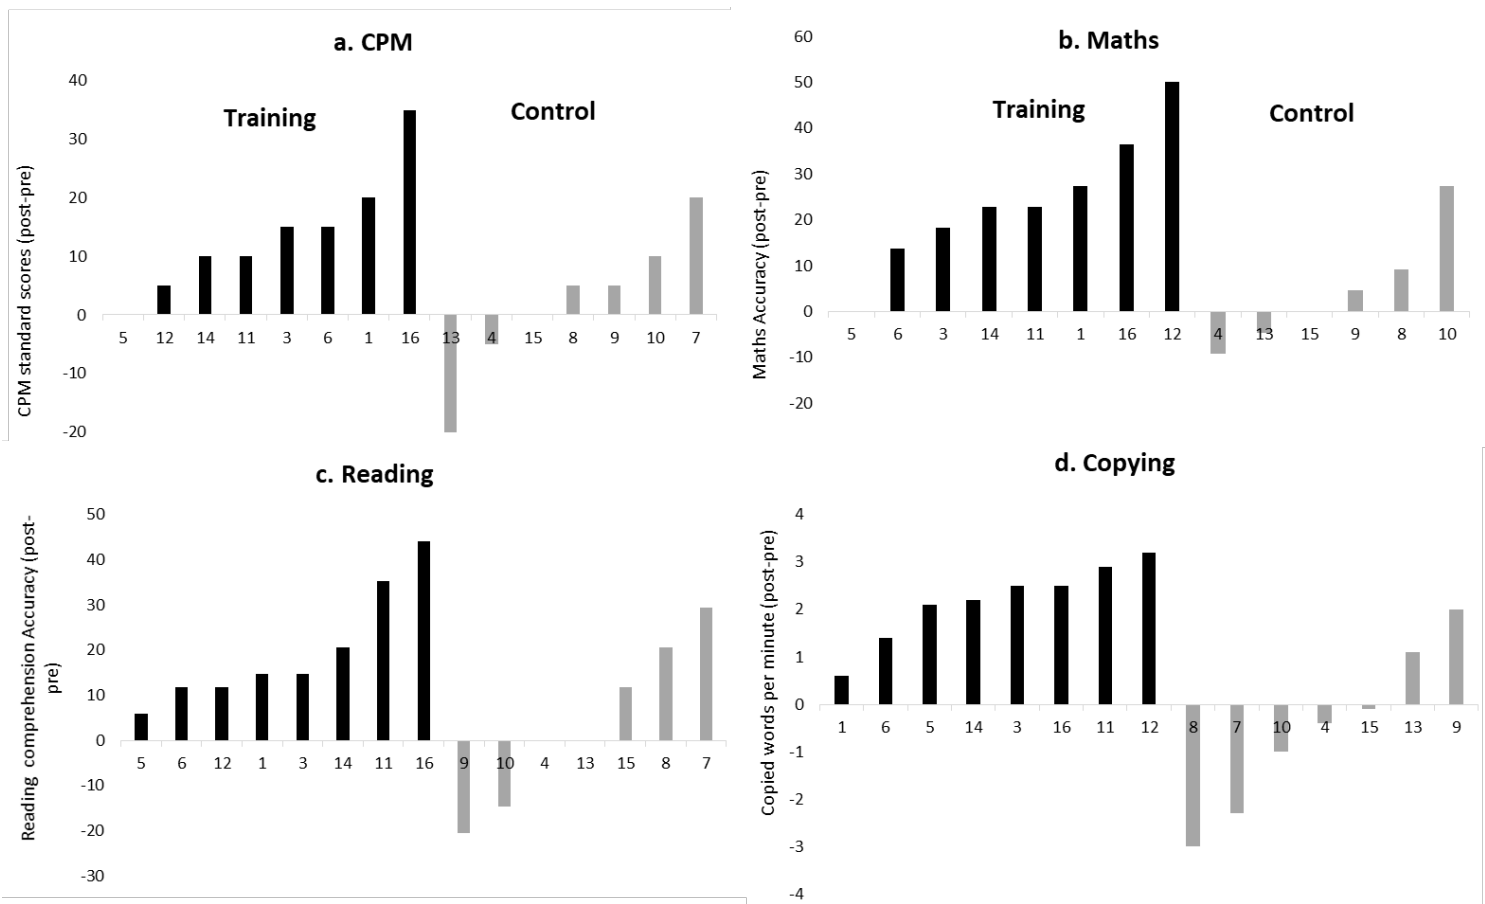 a. CPM
CPM standard scores (post-pre)
Training
Control
40
30
20
10
0
-10
-20
5 12 14 11 3 6 1 16 13 4 15 8 9 10 7
b. Maths
Maths Accuracy (post-pre)
Training
Control
60
50
40
30
20
10
0
-10
-20
5 6 3 14 11 1 16 12 4 13 15 9 8 10
c. Reading
Reading comprehension Accuracy (post-
pre)
50
40
30
20
10
0
-10
-20
-30
5 6 12 1 3 14 11 16 9 10 4 13 15 8 7
d. Copying
Copied words per minute (post-pre)
4
3
2
1
0
-1
-2
-3
-4
1 6 5 14 3 16 11 12 8 7 10 4 15 13 9